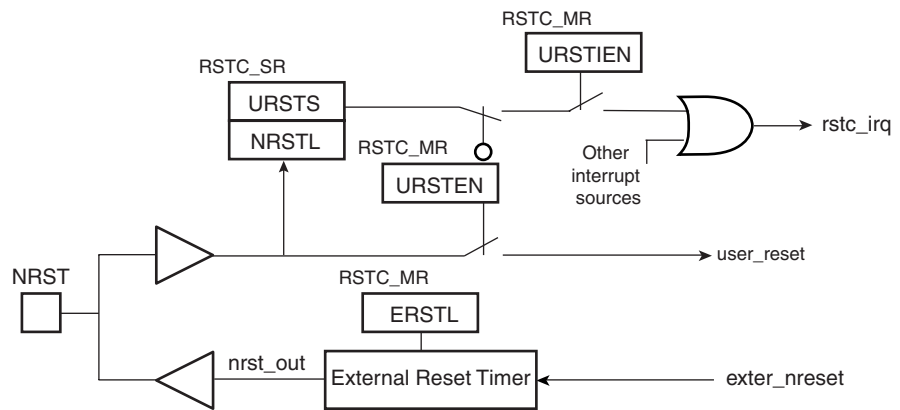 RSTC_MR
URSTIEN
RSTC_SR
URSTS
NRSTL
RSTC_MR
URSTEN
rstc_irq
Other
interrupt
sources
user_reset
NRST
RSTC_MR
ERSTL
nrst_out
External Reset Timer
exter_nreset